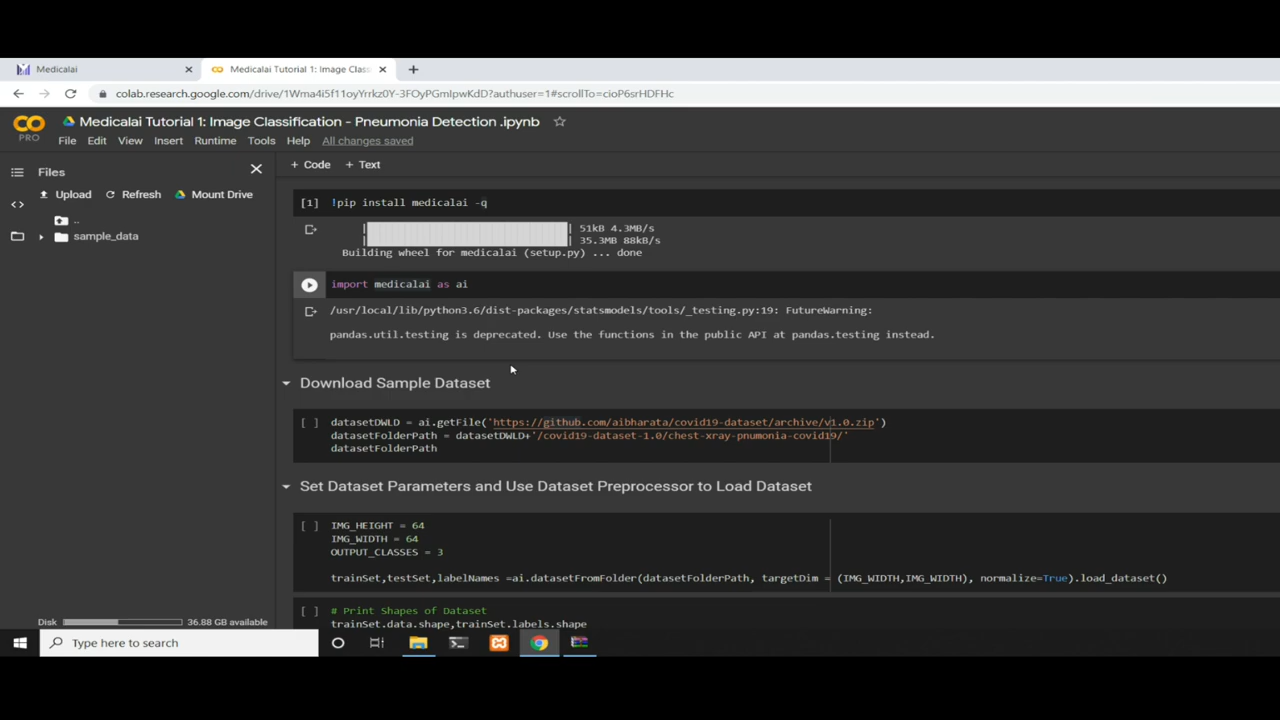 Medicalai
Medicalai Tutorial 1: Image Class
colab.research.google.com/drive/1Wma4i5f11oyYrrkz0Y-3FOyPGmIpwKdD?authuser=1#scrollTo=cioP6srHDFHc
PRO
Medicalai Tutorial 1: Image Classification - Pneumonia Detection .ipynb
File Edit View Insert Runtime Tools Help All changes saved
Files
+ Code + Text
Upload Refresh Mount Drive
..
sample_data
[1] !pip install medicalai -q
| 51kB 4.3MB/s
| 35.3MB 88kB/s
Building wheel for medicalai (setup.py) ... done
import medicalai as ai
/usr/local/lib/python3.6/dist-packages/statsmodels/tools/_testing.py:19: FutureWarning:
pandas.util.testing is deprecated. Use the functions in the public API at pandas.testing instead.
Download Sample Dataset
[ ] datasetDWLD = ai.getFile('https://github.com/aibharata/covid19-dataset/archive/v1.0.zip')
datasetFolderPath = datasetDWLD+'/covid19-dataset-1.0/chest-xray-pnumonia-covid19/'
datasetFolderPath
Set Dataset Parameters and Use Dataset Preprocessor to Load Dataset
[ ] IMG_HEIGHT = 64
IMG_WIDTH = 64
OUTPUT_CLASSES = 3
trainSet,testSet,labelNames =ai.datasetFromFolder(datasetFolderPath, targetDim = (IMG_WIDTH,IMG_WIDTH), normalize=True).load_dataset()
[ ] # Print Shapes of Dataset
trainSet.data.shape,trainSet.labels.shape
Disk 36.88 GB available
Type here to search